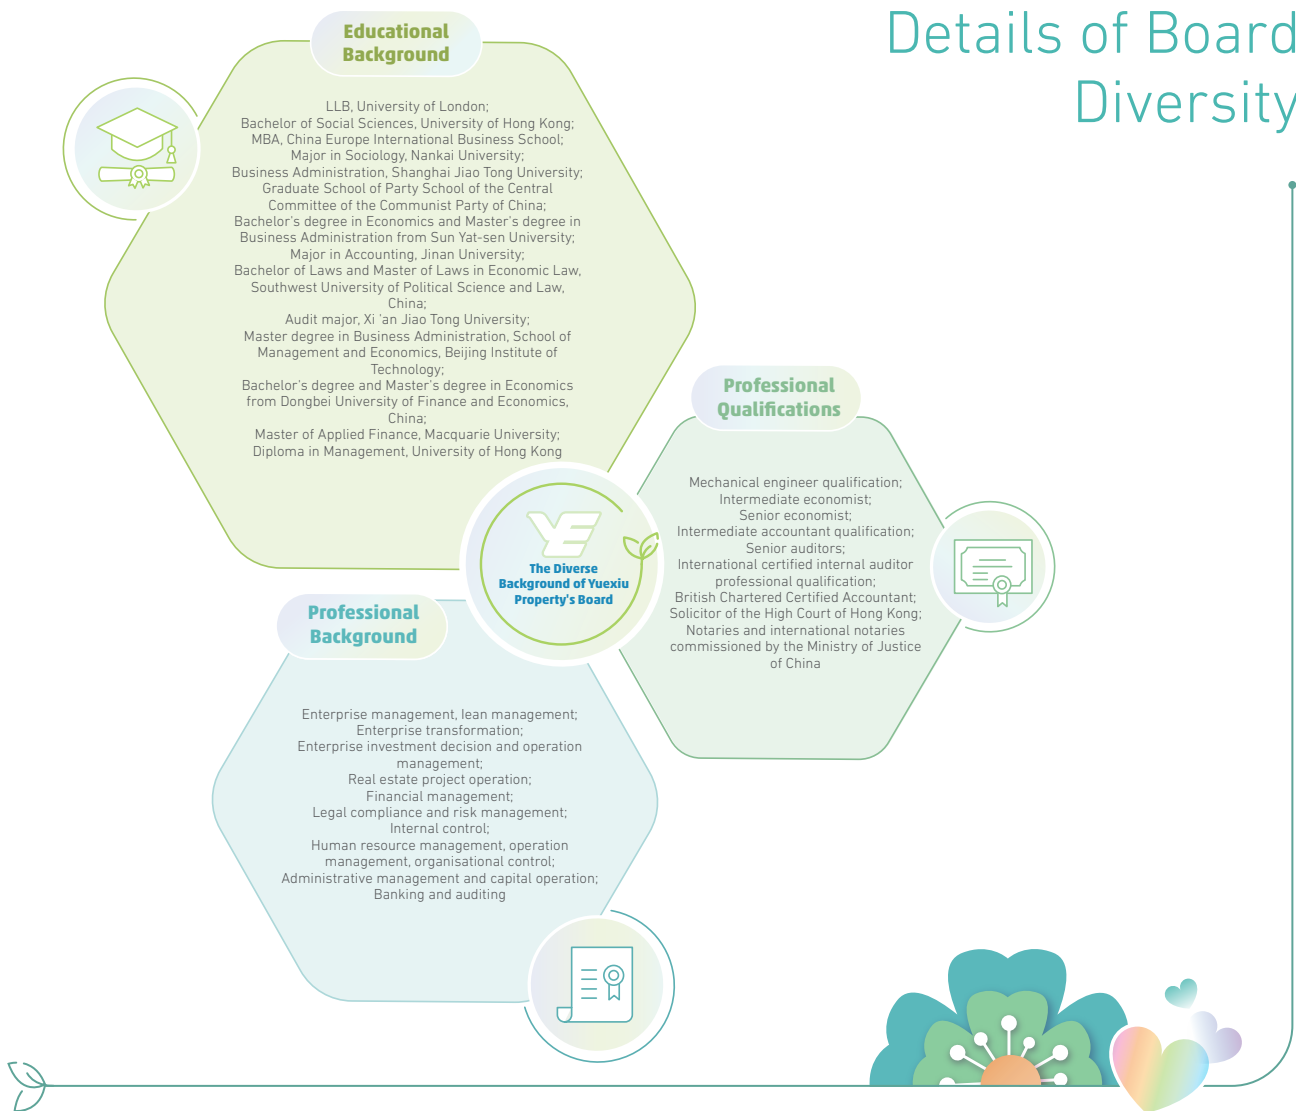 Details of Board
Diversity
Educational
Background
LLB, University of London;
Bachelor of Social Sciences, University of Hong Kong;
MBA, China Europe International Business School;
Major in Sociology, Nankai University;
Business Administration, Shanghai Jiao Tong University;
Graduate School of Party School of the Central
Committee of the Communist Party of China;
Bachelor's degree in Economics and Master's degree in
Business Administration from Sun Yat-sen University;
Major in Accounting, Jinan University;
Bachelor of Laws and Master of Laws in Economic Law,
Southwest University of Political Science and Law,
China;
Audit major, Xi 'an Jiao Tong University;
Master degree in Business Administration, School of
Management and Economics, Beijing Institute of
Technology;
Bachelor's degree and Master's degree in Economics
from Dongbei University of Finance and Economics,
China;
Master of Applied Finance, Macquarie University;
Diploma in Management, University of Hong Kong
Professional
Qualifications
Mechanical engineer qualification;
Intermediate economist;
Senior economist;
Intermediate accountant qualification;
Senior auditors;
International certified internal auditor
professional qualification;
British Chartered Certified Accountant;
Solicitor of the High Court of Hong Kong;
Notaries and international notaries
commissioned by the Ministry of Justice
of China
YE
The Diverse
Background of Yuexiu
Property's Board
Professional
Background
Enterprise management, lean management;
Enterprise transformation;
Enterprise investment decision and operation
management;
Real estate project operation;
Financial management;
Legal compliance and risk management;
Internal control;
Human resource management, operation
management, organisational control;
Administrative management and capital operation;
Banking and auditing